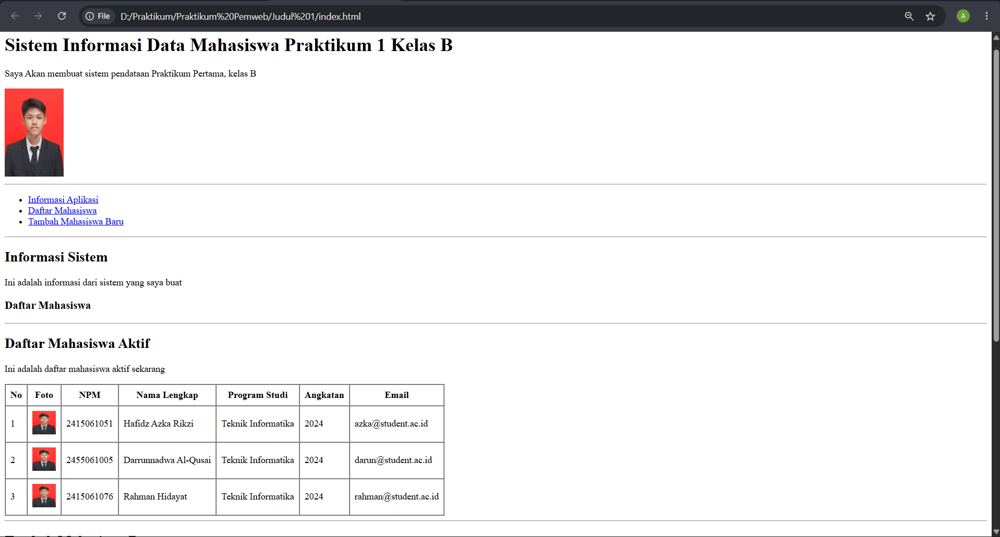 File D:/Praktikum/Praktikum%20Pemweb/Judul%201/index.html A
Sistem Informasi Data Mahasiswa Praktikum 1 Kelas B
Saya Akan membuat sistem pendataan Praktikum Pertama, kelas B
Informasi Aplikasi
Daftar Mahasiswa
Tambah Mahasiswa Baru
Informasi Sistem
Ini adalah informasi dari sistem yang saya buat
Daftar Mahasiswa
Daftar Mahasiswa Aktif
Ini adalah daftar mahasiswa aktif sekarang
No Foto NPM Nama Lengkap Program Studi Angkatan Email
1 2415061051 Hafidz Azka Rikzi Teknik Informatika 2024 azka@student.ac.id
2 2455061005 Darrunnadwa Al-Qusai Teknik Informatika 2024 darun@student.ac.id
3 2415061076 Rahman Hidayat Teknik Informatika 2024 rahman@student.ac.id